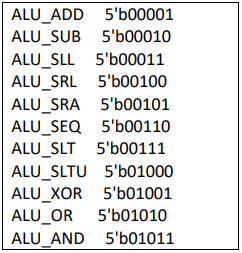 ALU_ADD 5'b00001
ALU_SUB 5'b00010
ALU_SLL 5'b00011
ALU_SRL 5'b00100
ALU_SRA 5'b00101
ALU_SEQ 5'b00110
ALU_SLT 5'b00111
ALU_SLTU 5'b01000
ALU_XOR 5'b01001
ALU_OR 5'b01010
ALU_AND 5'b01011